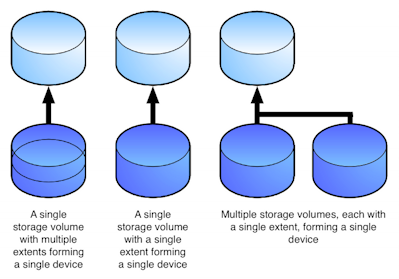 A single
storage volume
with multiple
extents forming
a single device
A single
storage volume
with a single
extent forming
a single device
Multiple storage volumes, each with
a single extent, forming a single
device